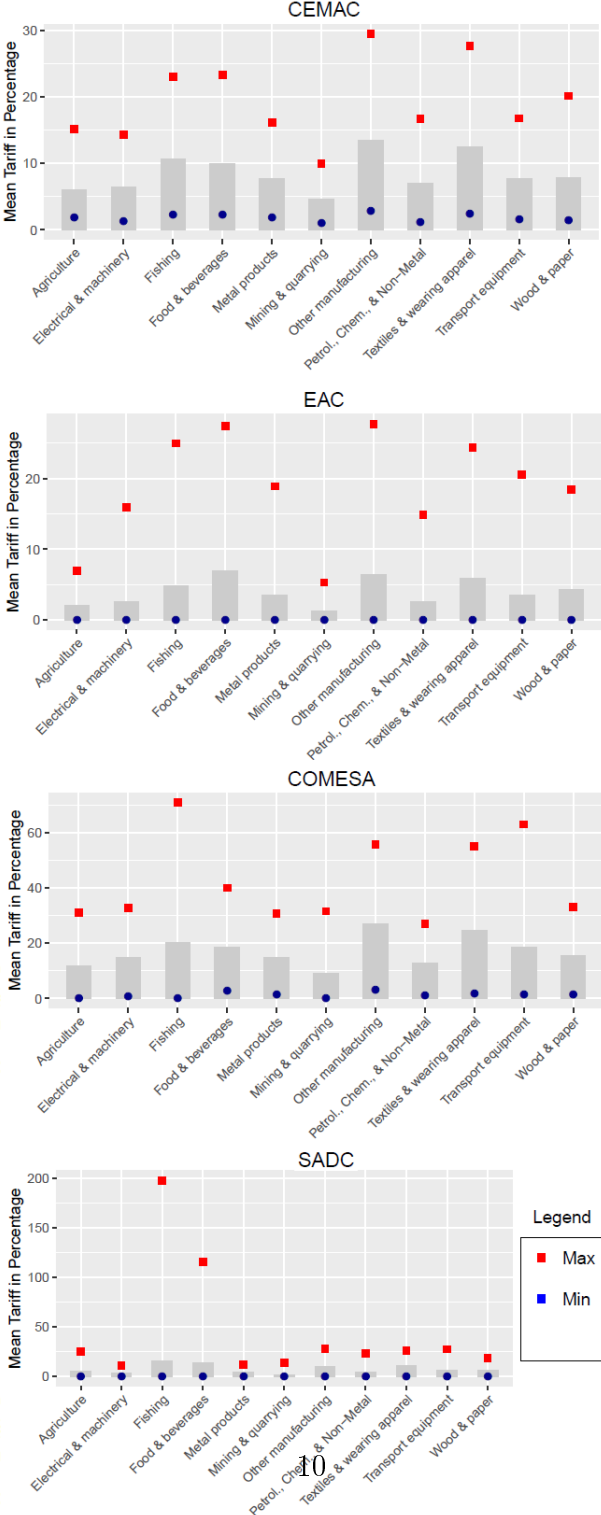 CEMAC
Mean Tariff in Percentage
30
20
10
0
Agriculture
Electrical & machinery
Fishing
Food & beverages
Metal products
Mining & quarrying
Other manufacturing
Petrol., Chem., & Non−Metal
Textiles & wearing apparel
Transport equipment
Wood & paper
EAC
Mean Tariff in Percentage
20
10
0
Agriculture
Electrical & machinery
Fishing
Food & beverages
Metal products
Mining & quarrying
Other manufacturing
Petrol., Chem., & Non−Metal
Textiles & wearing apparel
Transport equipment
Wood & paper
COMESA
Mean Tariff in Percentage
60
40
20
0
Agriculture
Electrical & machinery
Fishing
Food & beverages
Metal products
Mining & quarrying
Other manufacturing
Petrol., Chem., & Non−Metal
Textiles & wearing apparel
Transport equipment
Wood & paper
SADC
Mean Tariff in Percentage
200
150
100
50
0
Agriculture
Electrical & machinery
Fishing
Food & beverages
Metal products
Mining & quarrying
Other manufacturing
Petrol., Chem., & Non−Metal
Textiles & wearing apparel
Transport equipment
Wood & paper
Legend
Max
Min
10